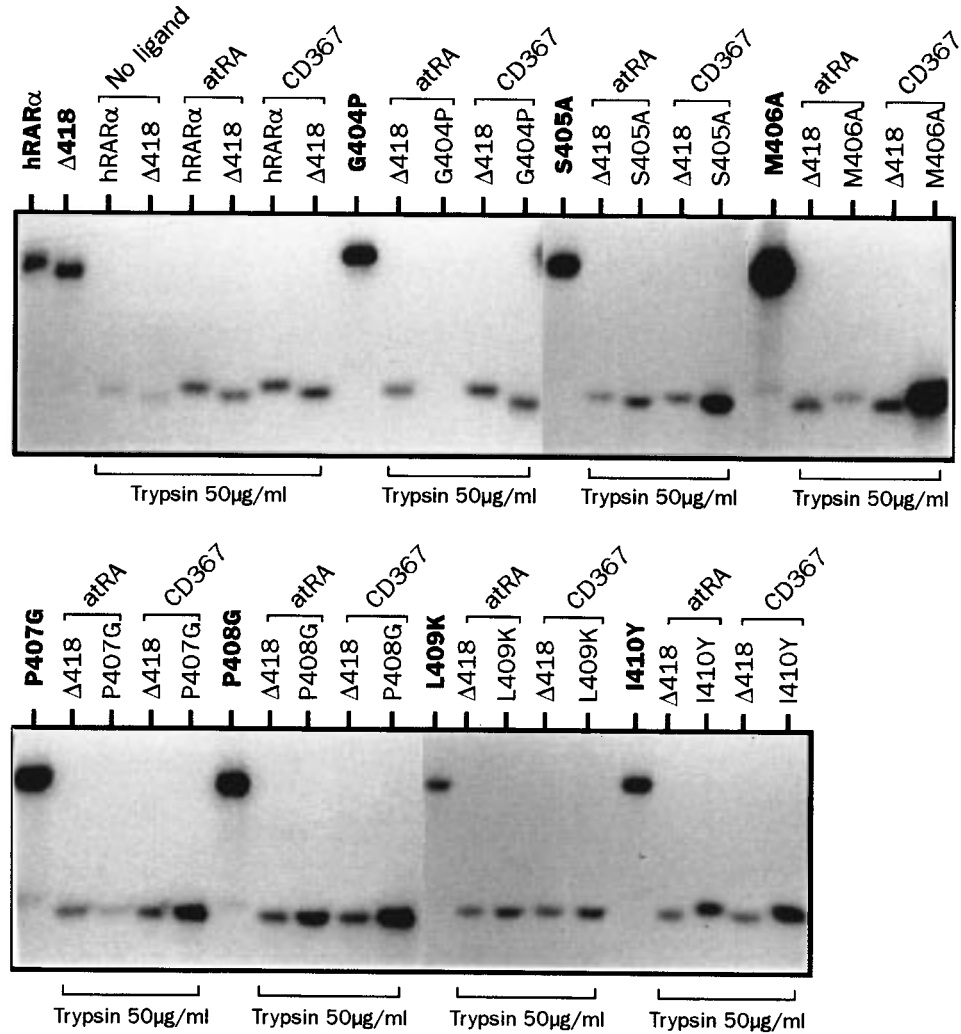 No ligand atRA CD367 atRA CD367 atRA CD367 atRA CD367
hRARα Δ418 hRARα Δ418 hRARα Δ418 hRARα Δ418 G404P Δ418 G404P Δ418 G404P S405A Δ418 S405A Δ418 S405A M406A Δ418 M406A Δ418 M406A
Trypsin 50µg/ml Trypsin 50µg/ml Trypsin 50µg/ml Trypsin 50µg/ml
atRA CD367 atRA CD367 atRA CD367 atRA CD367
P407G Δ418 P407G Δ418 P407G P408G Δ418 P408G Δ418 P408G L409K Δ418 L409K Δ418 L409K I410Y Δ418 I410Y Δ418 I410Y
Trypsin 50µg/ml Trypsin 50µg/ml Trypsin 50µg/ml Trypsin 50µg/ml